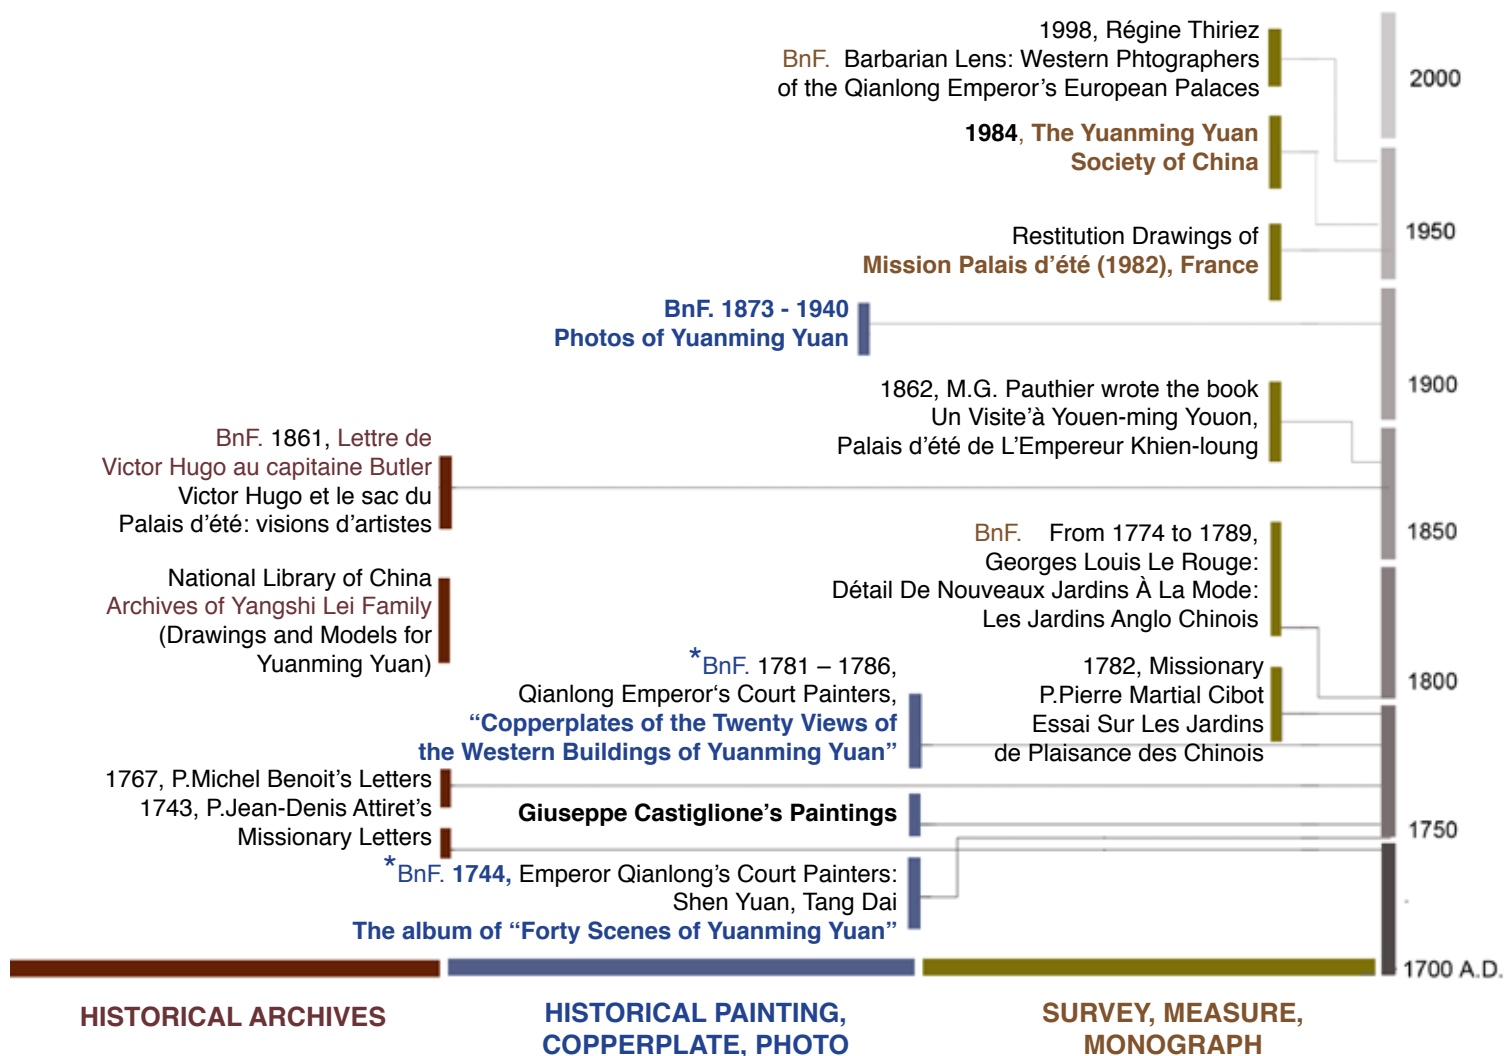 1998, Régine Thiriez
BnF. Barbarian Lens: Western Phtographers
of the Qianlong Emperor's European Palaces
2000
1984, The Yuanming Yuan
Society of China
1950
Restitution Drawings of
Mission Palais d'été (1982), France
BnF. 1873 - 1940
Photos of Yuanming Yuan
1900
1862, M.G. Pauthier wrote the book
Un Visite'à Youen-ming Youon,
Palais d'été de L'Empereur Khien-loung
BnF. 1861, Lettre de
Victor Hugo au capitaine Butler
Victor Hugo et le sac du
Palais d'été: visions d'artistes
1850
BnF. From 1774 to 1789,
Georges Louis Le Rouge:
Détail De Nouveaux Jardins À La Mode:
Les Jardins Anglo Chinois
National Library of China
Archives of Yangshi Lei Family
(Drawings and Models for
Yuanming Yuan)
*BnF. 1781 – 1786,
Qianlong Emperor‘s Court Painters,
“Copperplates of the Twenty Views of
the Western Buildings of Yuanming Yuan”
1782, Missionary
P.Pierre Martial Cibot
Essai Sur Les Jardins
de Plaisance des Chinois
1800
1767, P.Michel Benoit's Letters
1743, P.Jean-Denis Attiret's
Missionary Letters
Giuseppe Castiglione's Paintings
1750
*BnF. 1744, Emperor Qianlong's Court Painters:
Shen Yuan, Tang Dai
The album of “Forty Scenes of Yuanming Yuan”
1700 A.D.
HISTORICAL ARCHIVES
HISTORICAL PAINTING,
COPPERPLATE, PHOTO
SURVEY, MEASURE,
MONOGRAPH